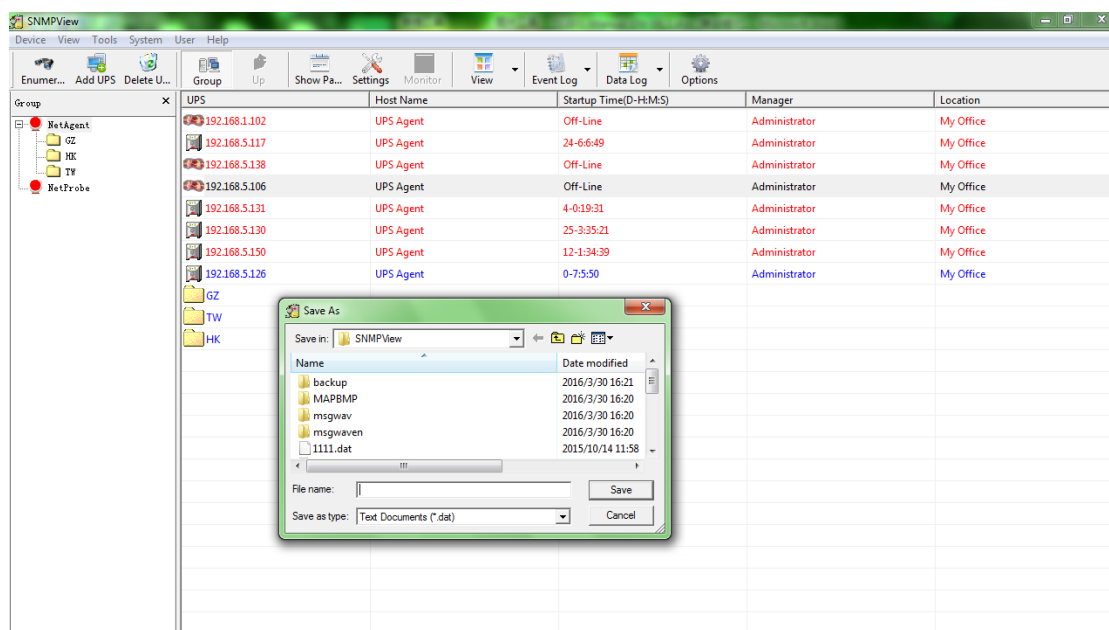 SNMPView
Device View Tools System User Help
Enumer... Add UPS Delete U... Group Up Show Pa... Settings Monitor View Event Log Data Log Options
Group x
NetAgent
GZ
HK
TW
NetProbe
UPS Host Name Startup Time(D-H:M:S) Manager Location
192.168.1.102 UPS Agent Off-Line Administrator My Office
192.168.5.117 UPS Agent 24-6:6:49 Administrator My Office
192.168.5.138 UPS Agent Off-Line Administrator My Office
192.168.5.106 UPS Agent Off-Line Administrator My Office
192.168.5.131 UPS Agent 4-0:19:31 Administrator My Office
192.168.5.130 UPS Agent 25-3:35:21 Administrator My Office
192.168.5.150 UPS Agent 12-1:34:39 Administrator My Office
192.168.5.126 UPS Agent 0-7:5:50 Administrator My Office
GZ
TW
HK
Save As
Save in: SNMPView
Name Date modified
backup 2016/3/30 16:21
MAPBMP 2016/3/30 16:20
msgwav 2016/3/30 16:20
msgwaven 2016/3/30 16:20
1111.dat 2015/10/14 11:58
File name: Save
Save as type: Text Documents (*.dat) Cancel